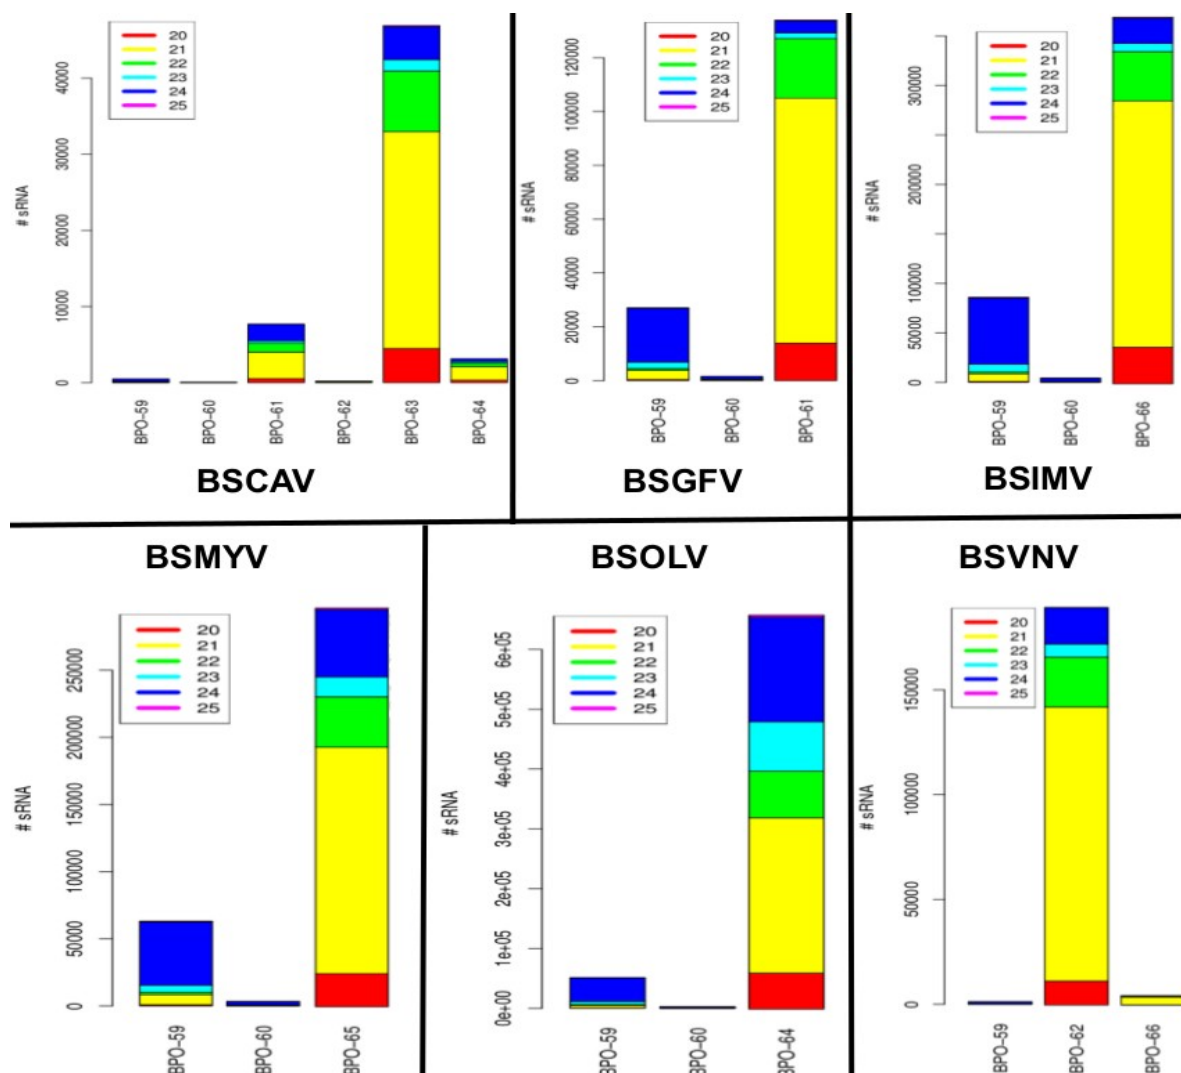 20
21
22
23
24
25
# sRNA
0
10000
20000
30000
40000
BPO-59
BPO-60
BPO-61
BPO-62
BPO-63
BPO-64
BSCAV
20
21
22
23
24
25
# sRNA
0
20000
40000
60000
80000
100000
120000
BPO-59
BPO-60
BPO-61
BSGFV
20
21
22
23
24
25
# sRNA
0
50000
100000
200000
300000
BPO-59
BPO-60
BPO-66
BSIMV
BSMYV
20
21
22
23
24
25
# sRNA
0
50000
100000
150000
200000
250000
BPO-59
BPO-60
BPO-65
BSOLV
20
21
22
23
24
25
# sRNA
0e+00
1e+05
2e+05
3e+05
4e+05
5e+05
6e+05
BPO-59
BPO-60
BPO-64
BSVNV
20
21
22
23
24
25
# sRNA
0
50000
100000
150000
BPO-59
BPO-62
BPO-66